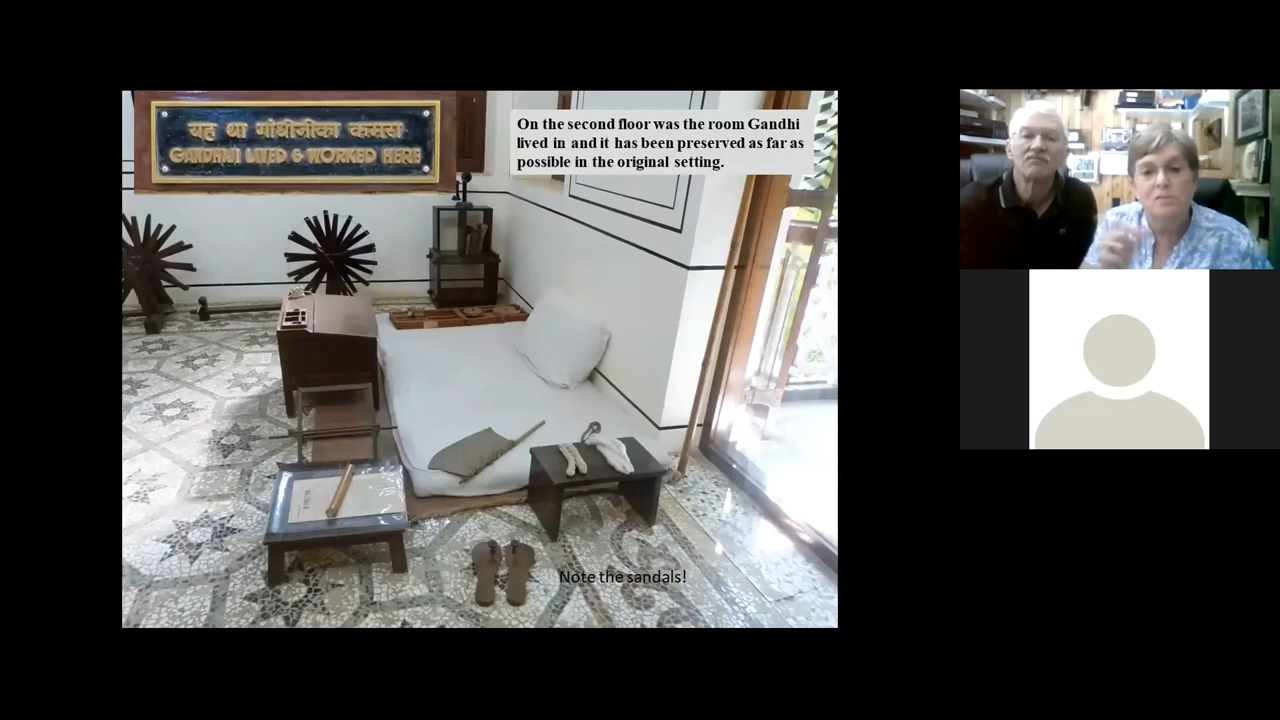 यह था गांधीजीका कमरा
GANDHIJI LIVED & WORKED HERE
On the second floor was the room Gandhi
lived in and it has been preserved as far as
possible in the original setting.
Note the sandals!